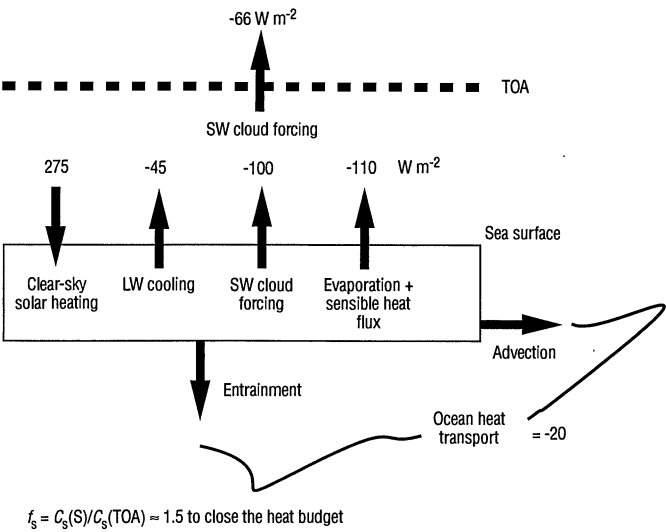 -66 W m-2
TOA
SW cloud forcing
275 -45 -100 -110 W m-2
Sea surface
Clear-sky
solar heating
LW cooling
SW cloud
forcing
Evaporation +
sensible heat
flux
Advection
Entrainment
Ocean heat
transport = -20
fs = Cs(S)/Cs(TOA) ≈ 1.5 to close the heat budget